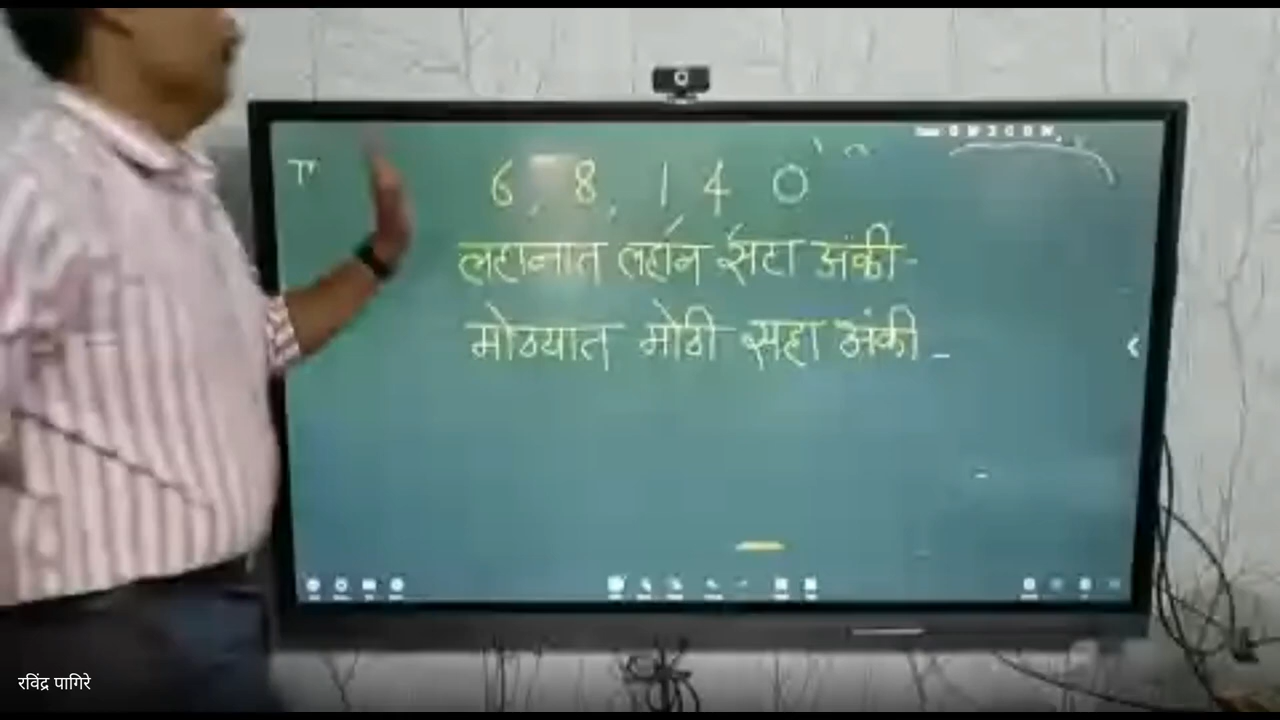 6, 8, 1 4 0
लहानात लहान सहा अंकी -
मोठ्यात मोठी सहा अंकी -
रविंद्र पागिरे